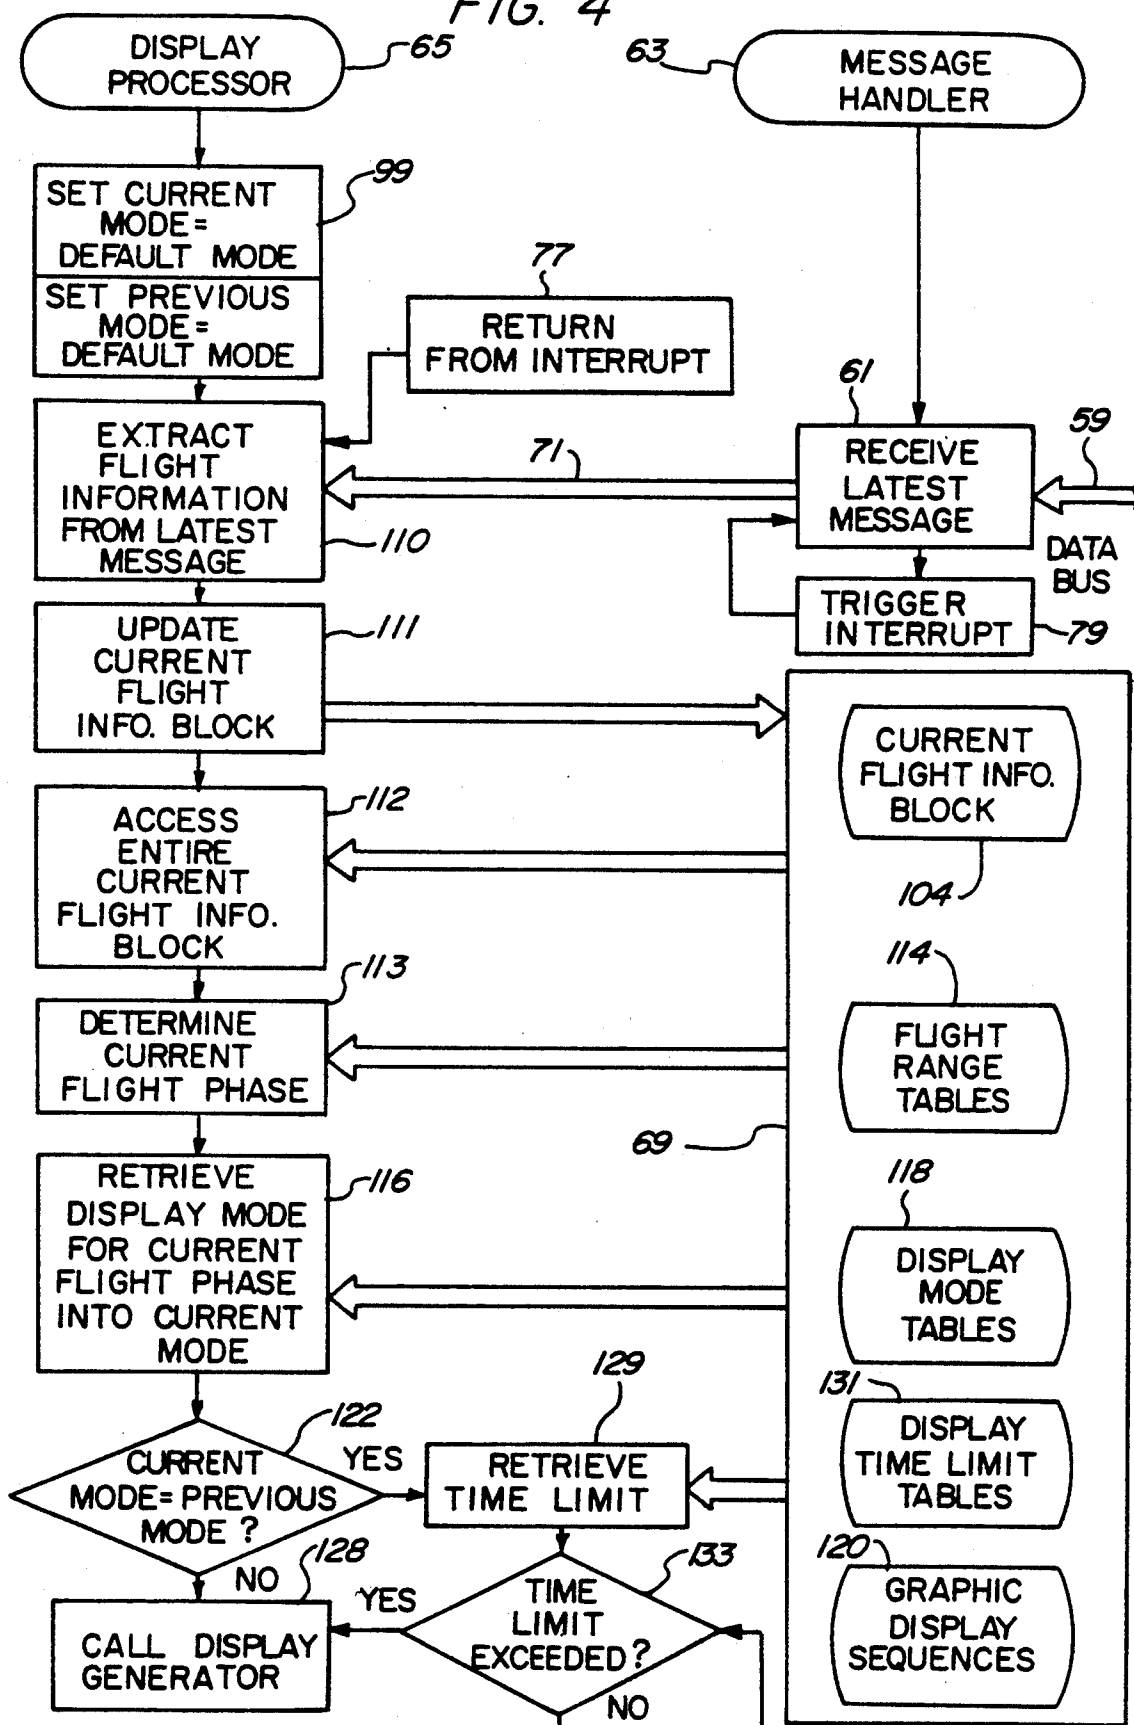 FIG. 4
DISPLAY
PROCESSOR
65
63
MESSAGE
HANDLER
SET CURRENT
MODE=
DEFAULT MODE
99
SET PREVIOUS
MODE=
DEFAULT MODE
77
RETURN
FROM INTERRUPT
EXTRACT
FLIGHT
INFORMATION
FROM LATEST
MESSAGE
110
71
61
RECEIVE
LATEST
MESSAGE
59
DATA
BUS
TRIGGER
INTERRUPT
79
UPDATE
CURRENT
FLIGHT
INFO. BLOCK
111
CURRENT
FLIGHT INFO.
BLOCK
104
ACCESS
ENTIRE
CURRENT
FLIGHT INFO.
BLOCK
112
114
FLIGHT
RANGE
TABLES
DETERMINE
CURRENT
FLIGHT PHASE
113
69
RETRIEVE
DISPLAY MODE
FOR CURRENT
FLIGHT PHASE
INTO CURRENT
MODE
116
118
DISPLAY
MODE
TABLES
CURRENT
MODE=PREVIOUS
MODE ?
122
YES
NO
129
RETRIEVE
TIME LIMIT
131
DISPLAY
TIME LIMIT
TABLES
128
CALL DISPLAY
GENERATOR
YES
133
TIME
LIMIT
EXCEEDED?
NO
120
GRAPHIC
DISPLAY
SEQUENCES